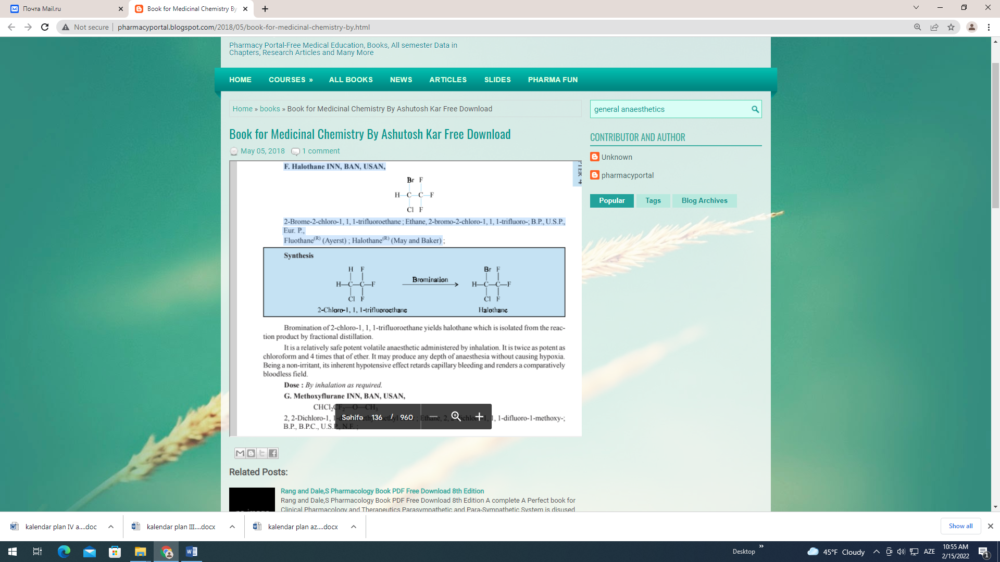 Почта Mail.ru
Book for Medicinal Chemistry By
Not secure
pharmacyportal.blogspot.com/2018/05/book-for-medicinal-chemistry-by.html
Pharmacy Portal-Free Medical Education, Books, All semester Data in
Chapters, Research Articles and Many More
HOME COURSES » ALL BOOKS NEWS ARTICLES SLIDES PHARMA FUN
Home » books » Book for Medicinal Chemistry By Ashutosh Kar Free Download
Book for Medicinal Chemistry By Ashutosh Kar Free Download
May 05, 2018 1 comment
F. Halothane INN, BAN, USAN,
Br F
H—C—C—F
Cl F
2-Brome-2-chloro-1, 1, 1-trifluoroethane ; Ethane, 2-bromo-2-chloro-1, 1, 1-trifluoro-; B.P., U.S.P.,
Eur. P.,
Fluothane(R) (Ayerst) ; Halothane(R) (May and Baker) ;
Synthesis
H F
H—C—C—F
Cl F
2-Chloro-1, 1, 1-trifluoroethane
Bromination
Br F
H—C—C—F
Cl F
Halothane
Bromination of 2-chloro-1, 1, 1-trifluoroethane yields halothane which is isolated from the reac-
tion product by fractional distillation.
It is a relatively safe potent volatile anaesthetic administered by inhalation. It is twice as potent as
chloroform and 4 times that of ether. It may produce any depth of anaesthesia without causing hypoxia.
Being a non-irritant, its inherent hypotensive effect retards capillary bleeding and renders a comparatively
bloodless field.
Dose : By inhalation as required.
G. Methoxyflurane INN, BAN, USAN,
CHCl2CF2—O—CH3
2, 2-Dichloro-1, 1- ; Ethane, 2, 2-dichloro-1, 1-difluoro-1-methoxy-;
B.P., B.P.C., U.S.P., N.F. ;
Səhifə 136 / 960
general anaesthetics
CONTRIBUTOR AND AUTHOR
Unknown
pharmacyportal
Popular Tags Blog Archives
Related Posts:
Rang and Dale,S Pharmacology Book PDF Free Download 8th Edition
Rang and Dale,S Pharmacology Book PDF Free Download 8th Edition A complete A Perfect book for
Clinical Pharmacology and Therapeutics Parasympathetic and Para-Sympathetic System is disused
kalendar plan IV a....doc
kalendar plan III....docx
kalendar plan az....docx
Show all
Desktop
45°F Cloudy
AZE
10:55 AM
2/15/2022
1